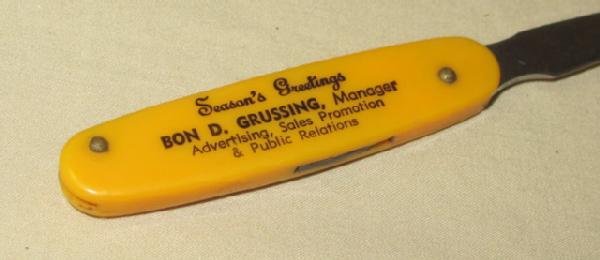 Season's Greetings
BON D. GRUSSING, Manager
Advertising, Sales Promotion
& Public Relations